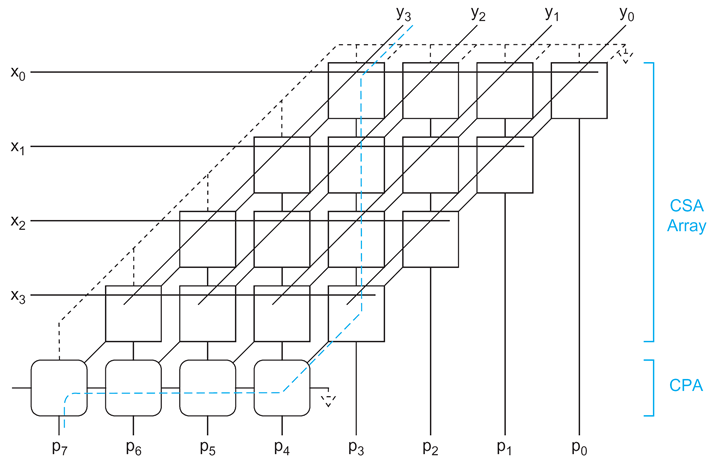 y₃ y₂ y₁ y₀
x₀
x₁
x₂
x₃
CSA
Array
CPA
p₇ p₆ p₅ p₄ p₃ p₂ p₁ p₀